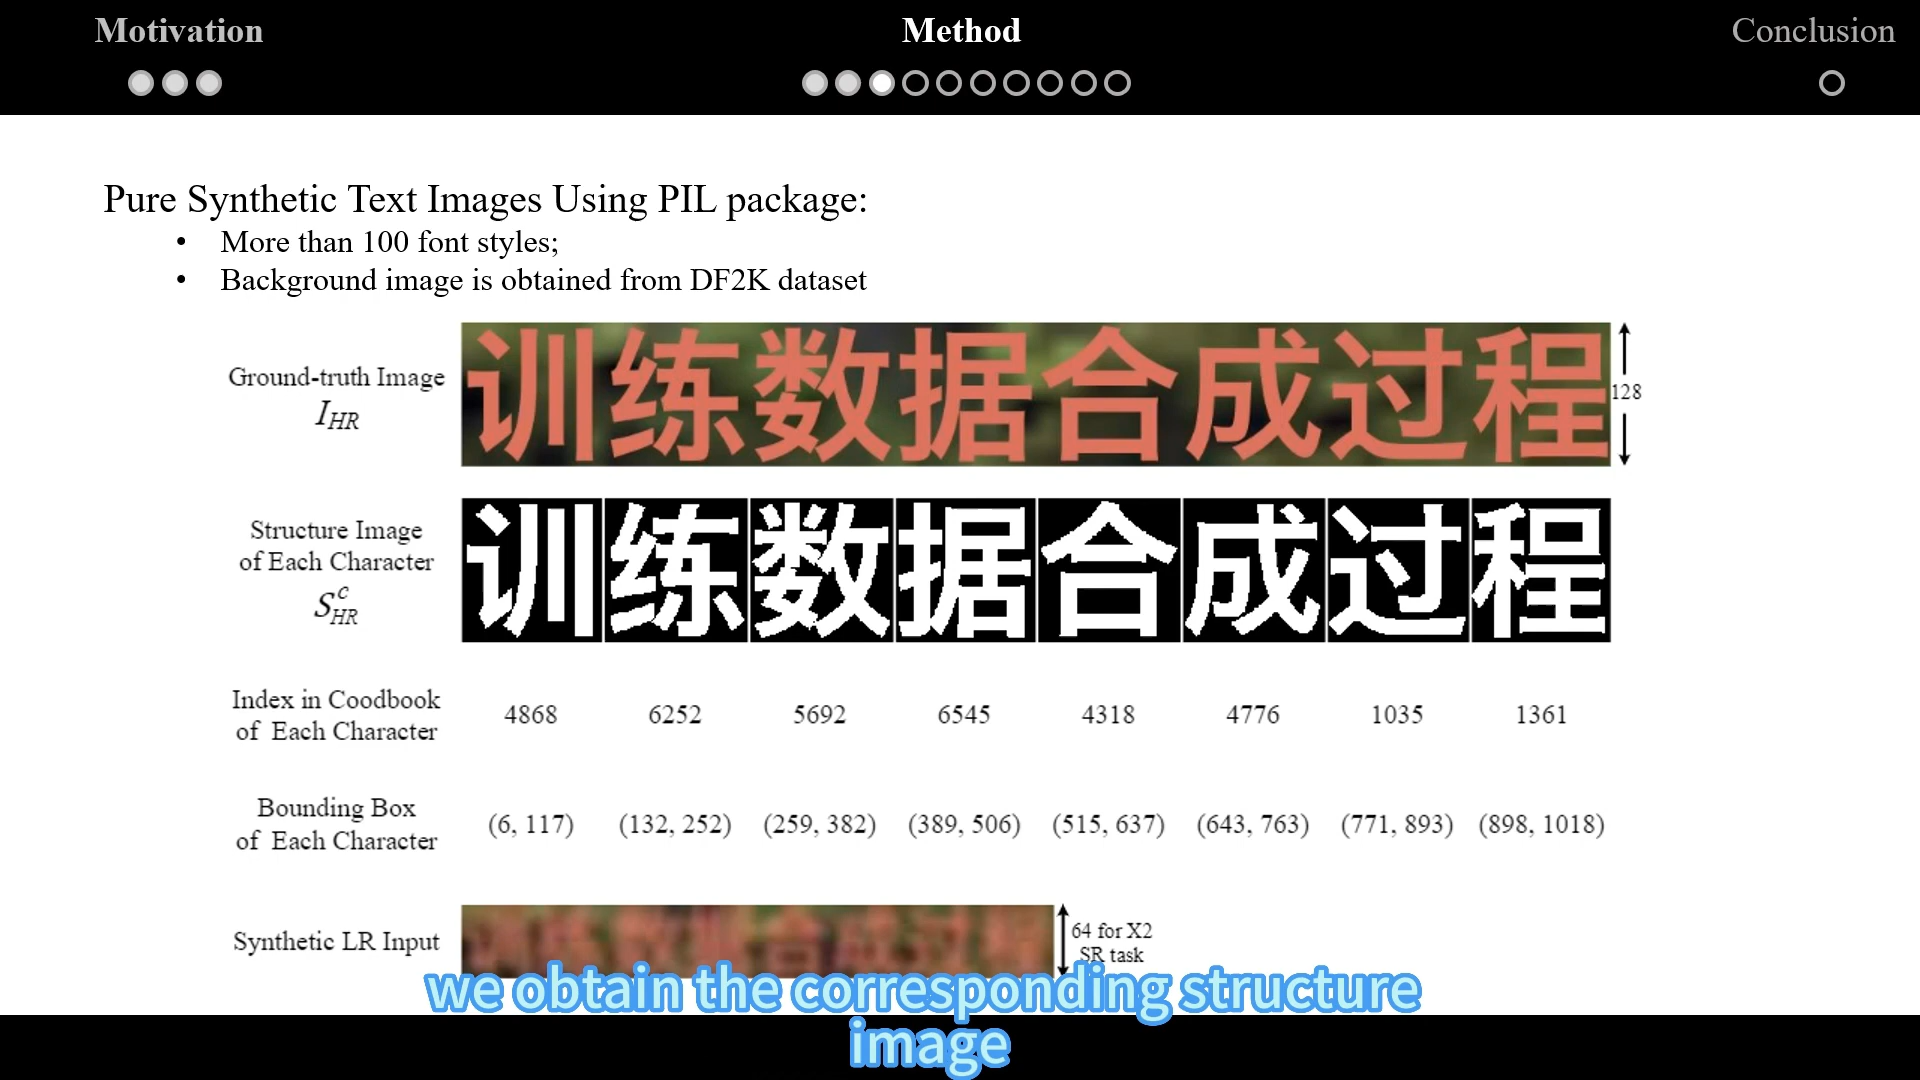 Motivation
Method
Conclusion
Pure Synthetic Text Images Using PIL package:
• More than 100 font styles;
• Background image is obtained from DF2K dataset
Ground-truth Image
I_HR
训练数据合成过程
128
Structure Image
of Each Character
S^c_HR
训练数据合成过程
Index in Coodbook
of Each Character
4868 6252 5692 6545 4318 4776 1035 1361
Bounding Box
of Each Character
(6, 117) (132, 252) (259, 382) (389, 506) (515, 637) (643, 763) (771, 893) (898, 1018)
Synthetic LR Input
64 for X2
SR task
we obtain the corresponding structure
image